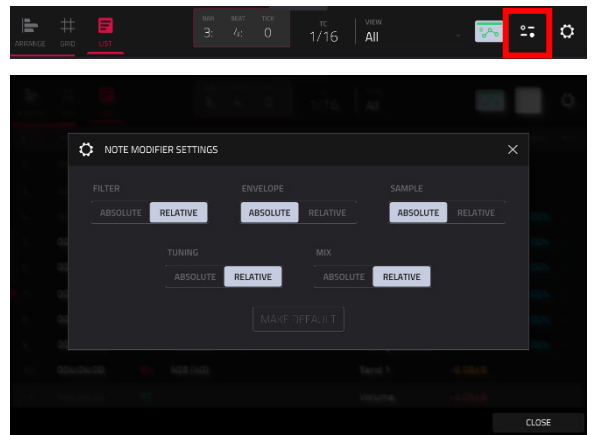 BAR BEAT TICK TC VIEW
3: 4: 0 1/16 All
ARRANGE GRID LIST
NOTE MODIFIER SETTINGS
FILTER ENVELOPE SAMPLE
ABSOLUTE RELATIVE ABSOLUTE RELATIVE ABSOLUTE RELATIVE
TUNING MIX
ABSOLUTE RELATIVE ABSOLUTE RELATIVE
MAKE DEFAULT
CLOSE